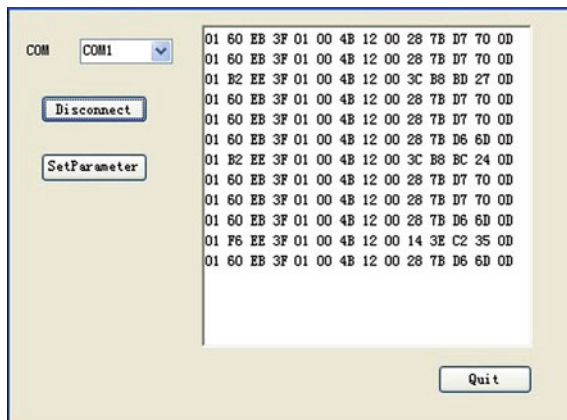 COM COM1
Disconnect
SetParameter
01 60 EB 3F 01 00 4B 12 00 28 7B D7 70 0D
01 60 EB 3F 01 00 4B 12 00 28 7B D7 70 0D
01 B2 EE 3F 01 00 4B 12 00 3C B8 BD 27 0D
01 60 EB 3F 01 00 4B 12 00 28 7B D7 70 0D
01 60 EB 3F 01 00 4B 12 00 28 7B D7 70 0D
01 60 EB 3F 01 00 4B 12 00 28 7B D6 6D 0D
01 B2 EE 3F 01 00 4B 12 00 3C B8 BC 24 0D
01 60 EB 3F 01 00 4B 12 00 28 7B D7 70 0D
01 60 EB 3F 01 00 4B 12 00 28 7B D7 70 0D
01 60 EB 3F 01 00 4B 12 00 28 7B D6 6D 0D
01 F6 EE 3F 01 00 4B 12 00 14 3E C2 35 0D
01 60 EB 3F 01 00 4B 12 00 28 7B D6 6D 0D
Quit